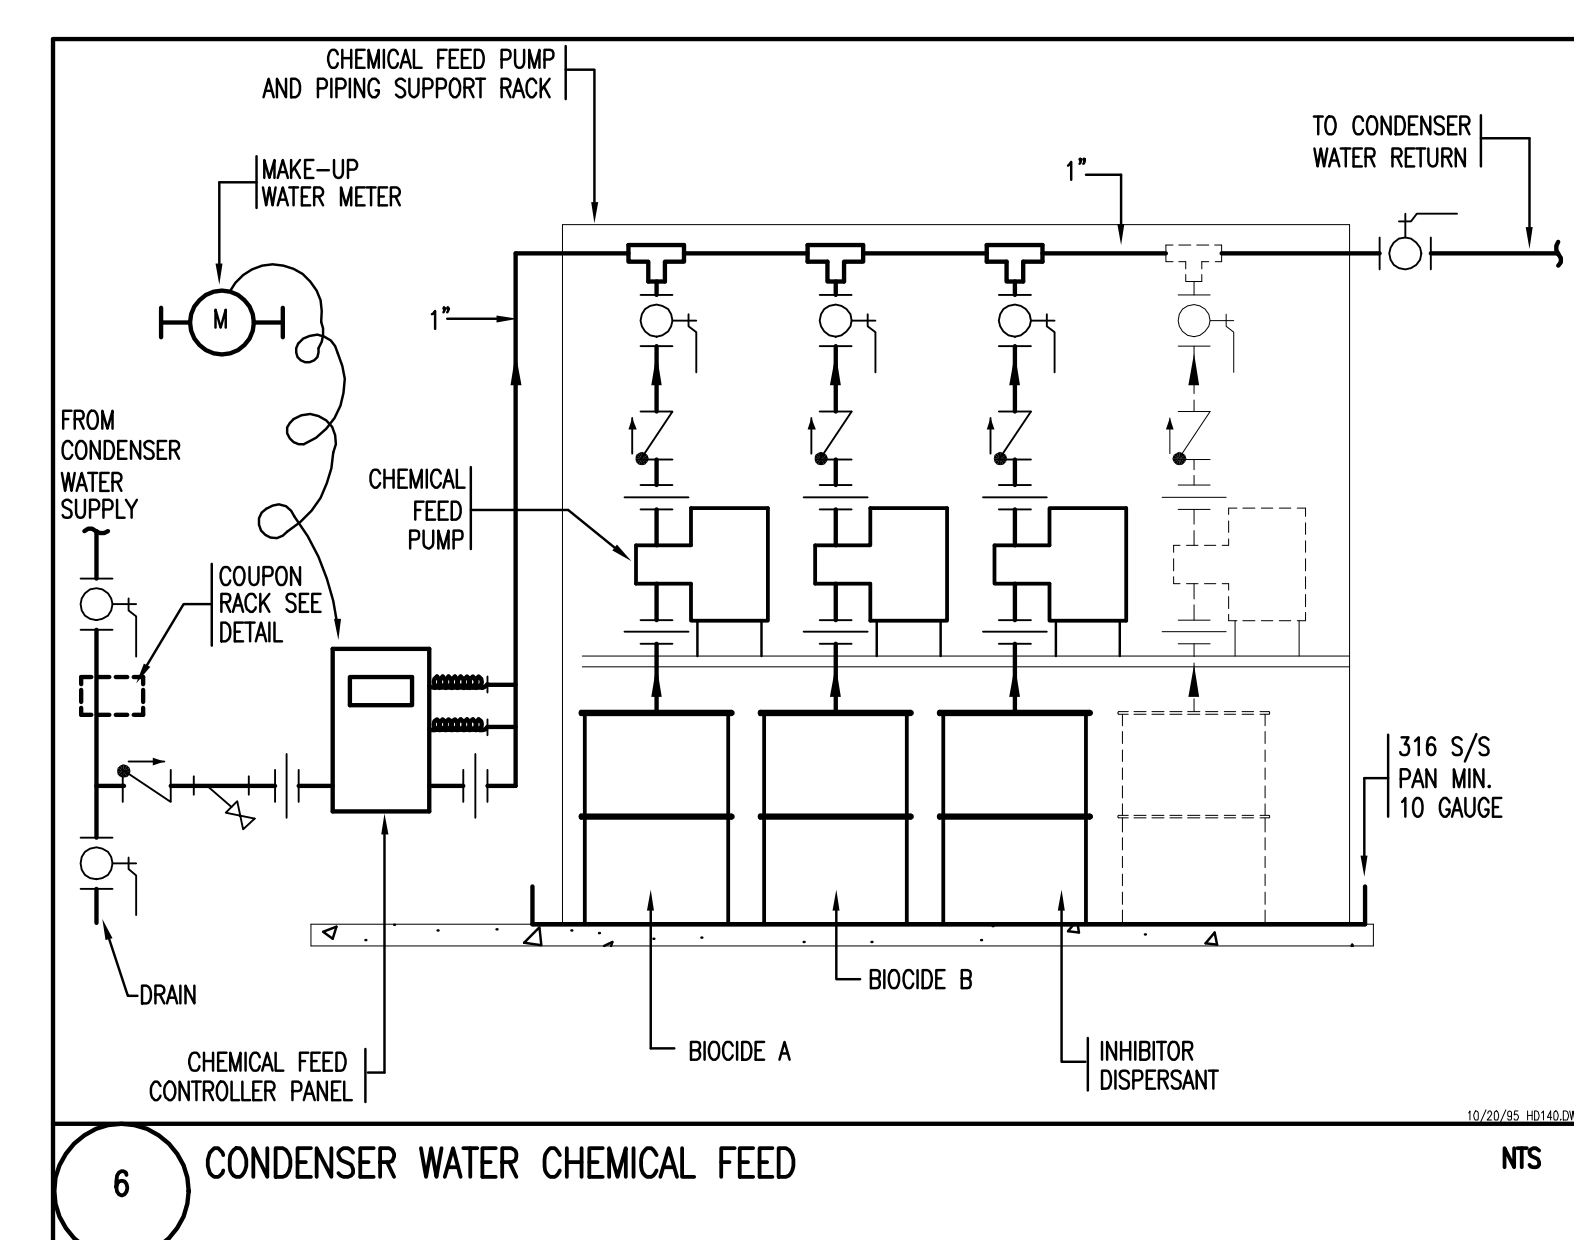 CHEMICAL FEED PUMP
AND PIPING SUPPORT RACK
TO CONDENSER
WATER RETURN
1"
MAKE-UP
WATER METER
M
1"
FROM
CONDENSER
WATER
SUPPLY
CHEMICAL
FEED
PUMP
COUPON
RACK SEE
DETAIL
316 S/S
PAN MIN.
10 GAUGE
DRAIN
BIOCIDE B
BIOCIDE A
INHIBITOR
DISPERSANT
CHEMICAL FEED
CONTROLLER PANEL
10/20/95 HD140.DW
6
CONDENSER WATER CHEMICAL FEED
NTS